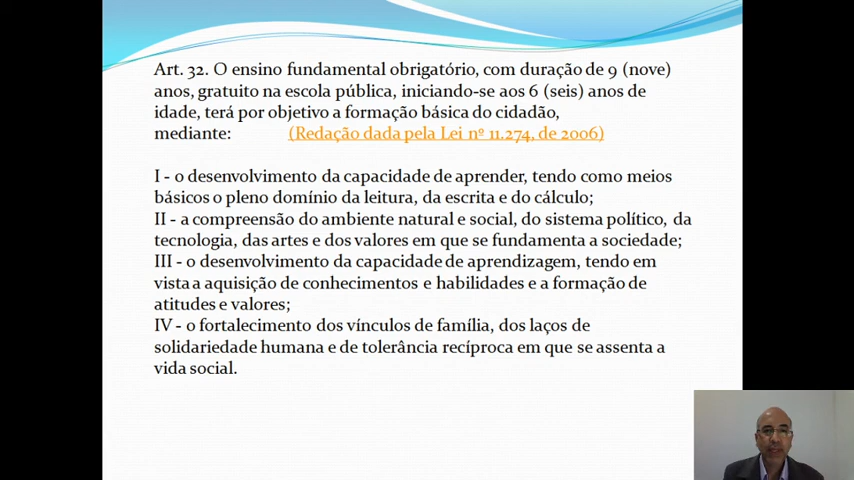 Art. 32. O ensino fundamental obrigatório, com duração de 9 (nove)
anos, gratuito na escola pública, iniciando-se aos 6 (seis) anos de
idade, terá por objetivo a formação básica do cidadão,
mediante: (Redação dada pela Lei nº 11.274, de 2006)
I - o desenvolvimento da capacidade de aprender, tendo como meios
básicos o pleno domínio da leitura, da escrita e do cálculo;
II - a compreensão do ambiente natural e social, do sistema político, da
tecnologia, das artes e dos valores em que se fundamenta a sociedade;
III - o desenvolvimento da capacidade de aprendizagem, tendo em
vista a aquisição de conhecimentos e habilidades e a formação de
atitudes e valores;
IV - o fortalecimento dos vínculos de família, dos laços de
solidariedade humana e de tolerância recíproca em que se assenta a
vida social.